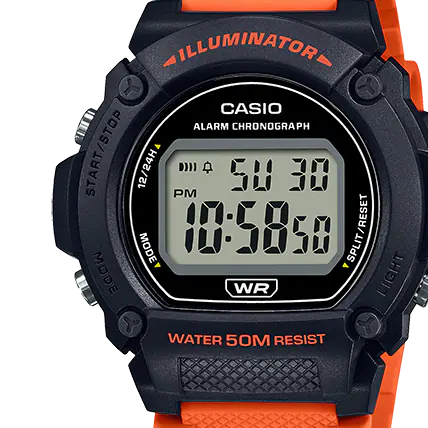 ILLUMINATOR
CASIO
ALARM CHRONOGRAPH
START/STOP
12/24H
SU 30
PM
10:58 50
MODE
MODE
SPLIT/RESET
LIGHT
WR
WATER 50M RESIST